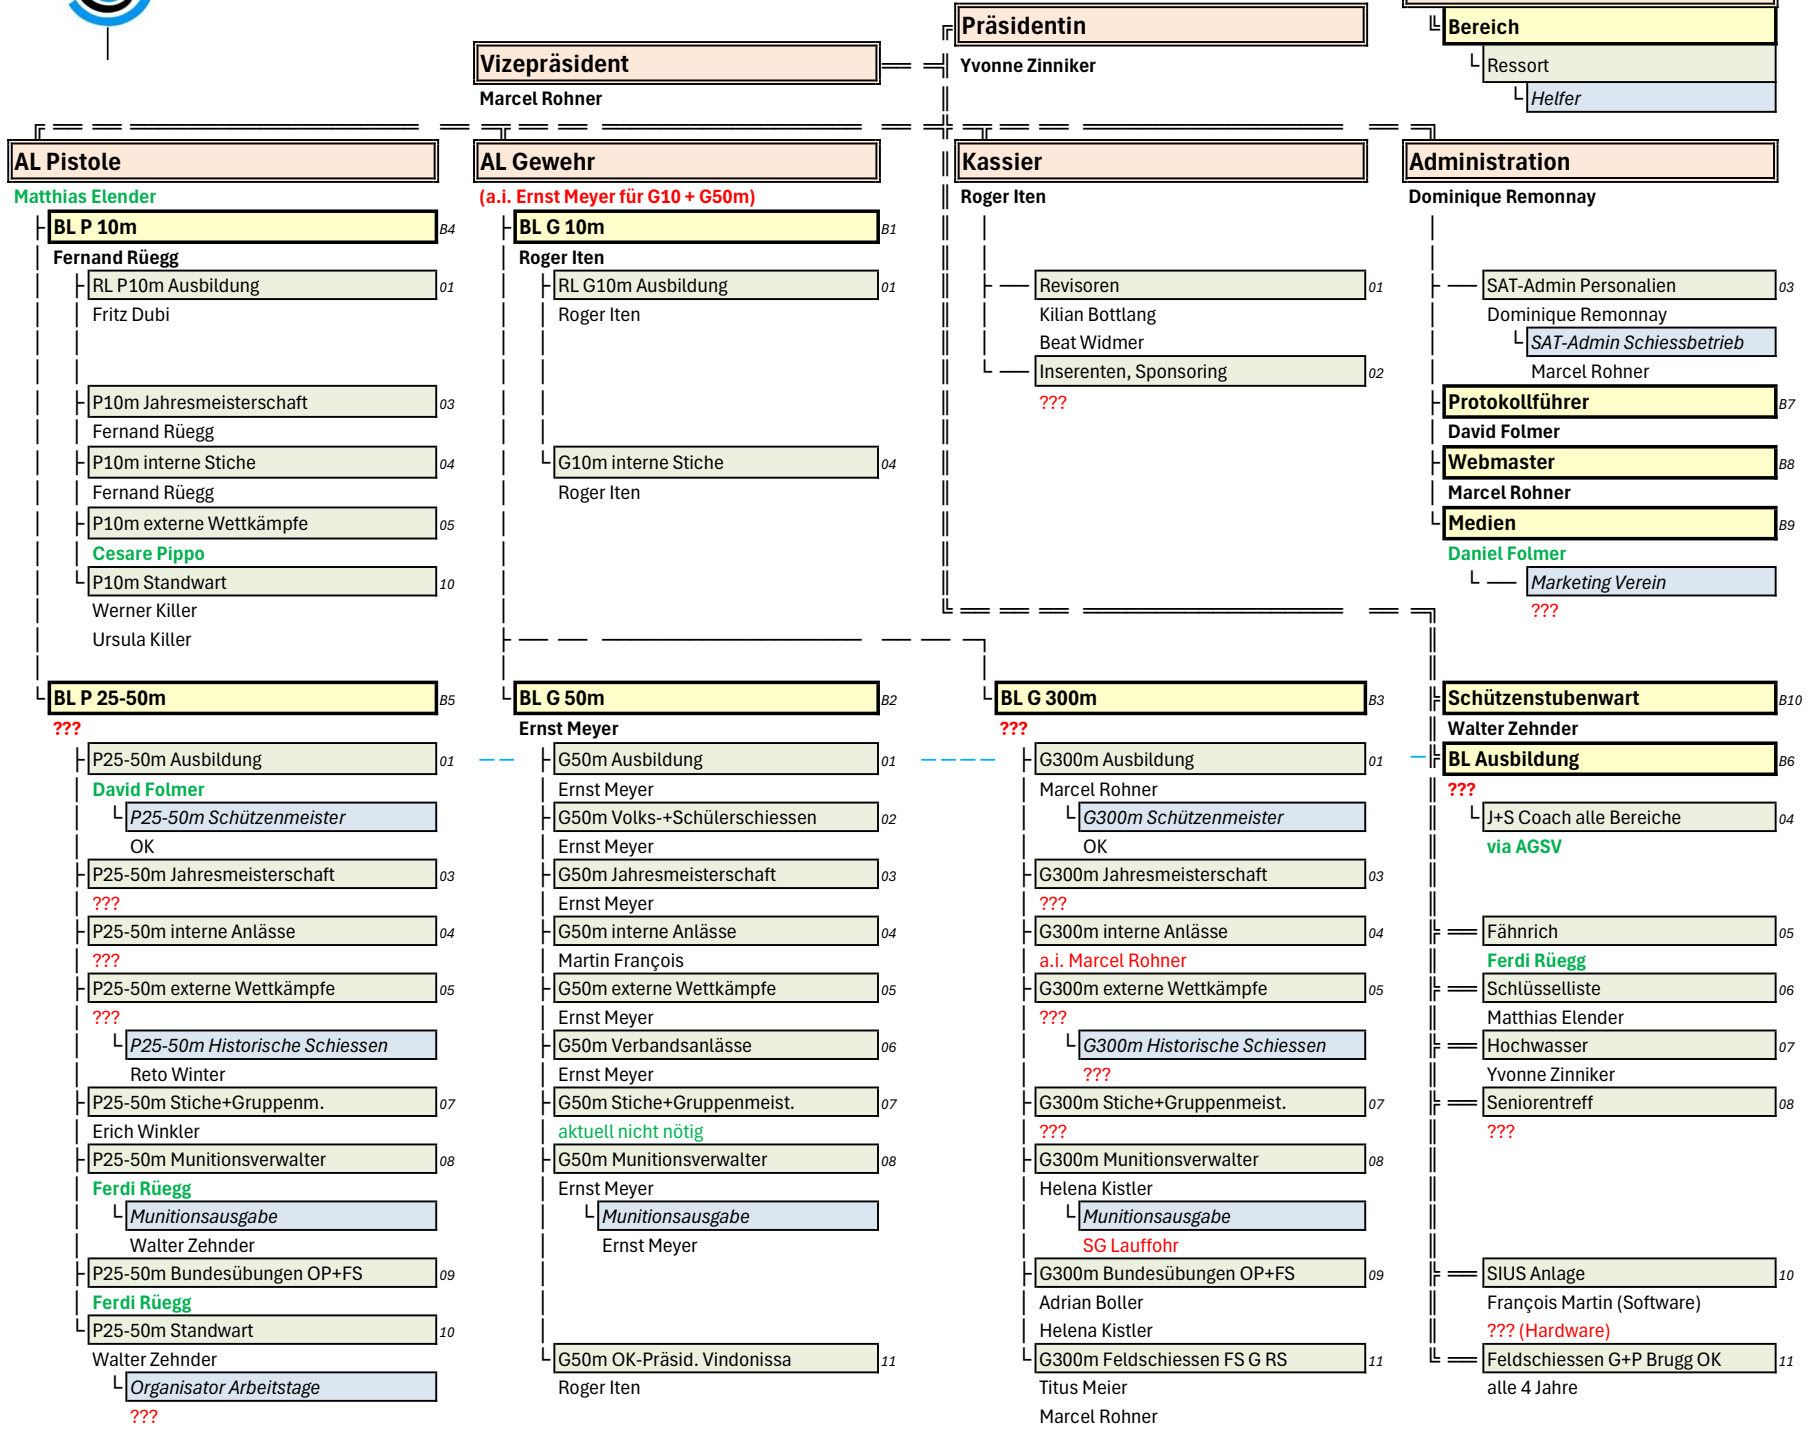 Präsidentin
Bereich
Vizepräsident
Yvonne Zinniker
Ressort
Marcel Rohner
Helfer
AL Pistole
AL Gewehr
Kassier
Administration
Matthias Elender
(a.i. Ernst Meyer für G10 + G50m)
Roger Iten
Dominique Remonnay
BL P 10m
B4
BL G 10m
B1
Fernand Rüegg
Roger Iten
RL P10m Ausbildung
01
RL G10m Ausbildung
01
Revisoren
01
SAT-Admin Personalien
03
Fritz Dubi
Roger Iten
Kilian Bottlang
Dominique Remonnay
Beat Widmer
SAT-Admin Schiessbetrieb
Inserenten, Sponsoring
02
Marcel Rohner
P10m Jahresmeisterschaft
03
???
Protokollführer
B7
Fernand Rüegg
David Folmer
P10m interne Stiche
04
G10m interne Stiche
04
Webmaster
B8
Fernand Rüegg
Roger Iten
Marcel Rohner
P10m externe Wettkämpfe
05
Medien
B9
Cesare Pippo
Daniel Folmer
P10m Standwart
10
Marketing Verein
Werner Killer
???
Ursula Killer
BL P 25-50m
B5
BL G 50m
B2
BL G 300m
B3
Schützenstubenwart
B10
???
Ernst Meyer
???
Walter Zehnder
P25-50m Ausbildung
01
G50m Ausbildung
01
G300m Ausbildung
01
BL Ausbildung
B6
David Folmer
Ernst Meyer
Marcel Rohner
???
P25-50m Schützenmeister
G50m Volks-+Schülerschiessen
02
G300m Schützenmeister
J+S Coach alle Bereiche
04
OK
Ernst Meyer
OK
via AGSV
P25-50m Jahresmeisterschaft
03
G50m Jahresmeisterschaft
03
G300m Jahresmeisterschaft
03
???
Ernst Meyer
???
P25-50m interne Anlässe
04
G50m interne Anlässe
04
G300m interne Anlässe
04
Fähnrich
05
???
Martin François
a.i. Marcel Rohner
Ferdi Rüegg
P25-50m externe Wettkämpfe
05
G50m externe Wettkämpfe
05
G300m externe Wettkämpfe
05
Schlüsselliste
06
???
Ernst Meyer
???
Matthias Elender
P25-50m Historische Schiessen
G50m Verbandsanlässe
06
G300m Historische Schiessen
Hochwasser
07
Reto Winter
Ernst Meyer
???
Yvonne Zinniker
P25-50m Stiche+Gruppenm.
07
G50m Stiche+Gruppenmeist.
07
G300m Stiche+Gruppenmeist.
07
Seniorentreff
08
Erich Winkler
aktuell nicht nötig
???
???
P25-50m Munitionsverwalter
08
G50m Munitionsverwalter
08
G300m Munitionsverwalter
08
Ferdi Rüegg
Ernst Meyer
Helena Kistler
Munitionsausgabe
Munitionsausgabe
Munitionsausgabe
Walter Zehnder
Ernst Meyer
SG Lauffohr
P25-50m Bundesübungen OP+FS
09
G300m Bundesübungen OP+FS
09
SIUS Anlage
10
Ferdi Rüegg
Adrian Boller
François Martin (Software)
P25-50m Standwart
10
Helena Kistler
??? (Hardware)
Walter Zehnder
G50m OK-Präsid. Vindonissa
11
G300m Feldschiessen FS G RS
11
Feldschiessen G+P Brugg OK
11
Organisator Arbeitstage
Roger Iten
Titus Meier
alle 4 Jahre
???
Marcel Rohner